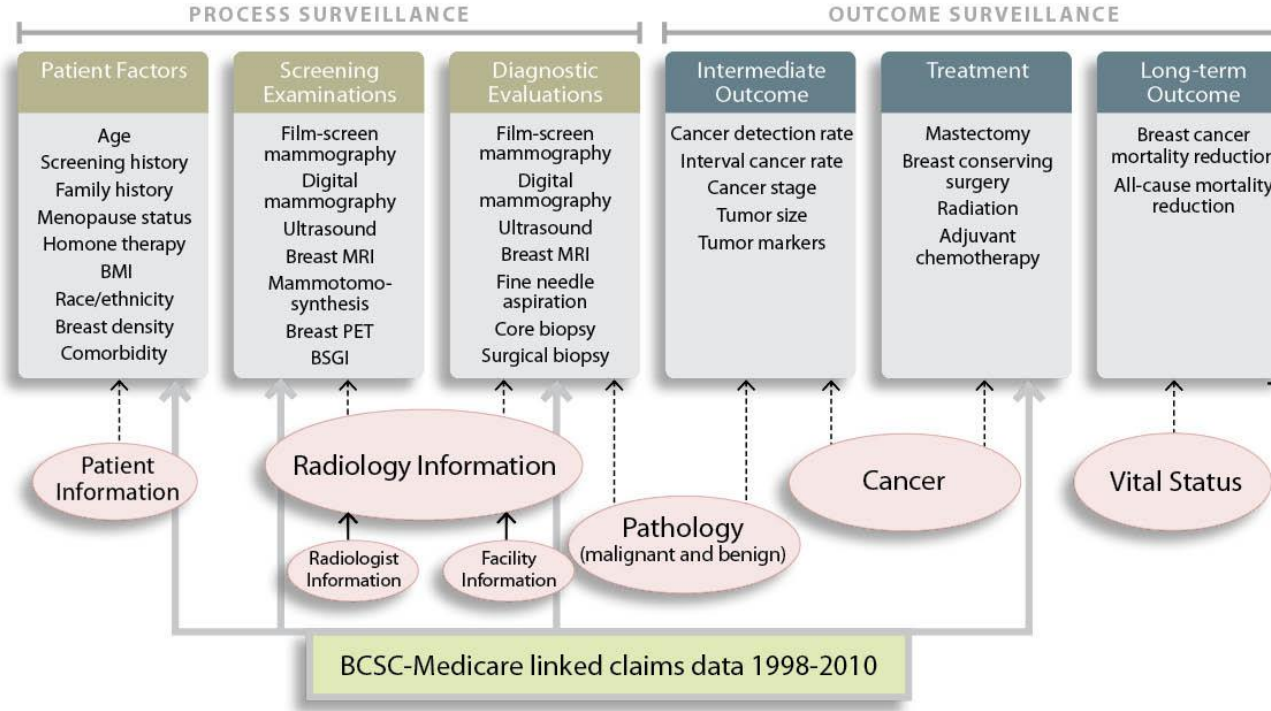 PROCESS SURVEILLANCE
OUTCOME SURVEILLANCE
Patient Factors
Age
Screening history
Family history
Menopause status
Homone therapy
BMI
Race/ethnicity
Breast density
Comorbidity
Screening
Examinations
Film-screen
mammography
Digital
mammography
Ultrasound
Breast MRI
Mammotomo-
synthesis
Breast PET
BSGI
Diagnostic
Evaluations
Film-screen
mammography
Digital
mammography
Ultrasound
Breast MRI
Fine needle
aspiration
Core biopsy
Surgical biopsy
Intermediate
Outcome
Cancer detection rate
Interval cancer rate
Cancer stage
Tumor size
Tumor markers
Treatment
Mastectomy
Breast conserving
surgery
Radiation
Adjuvant
chemotherapy
Long-term
Outcome
Breast cancer
mortality reduction
All-cause mortality
reduction
Patient
Information
Radiology Information
Radiologist
Information
Facility
Information
Pathology
(malignant and benign)
Cancer
Vital Status
BCSC-Medicare linked claims data 1998-2010